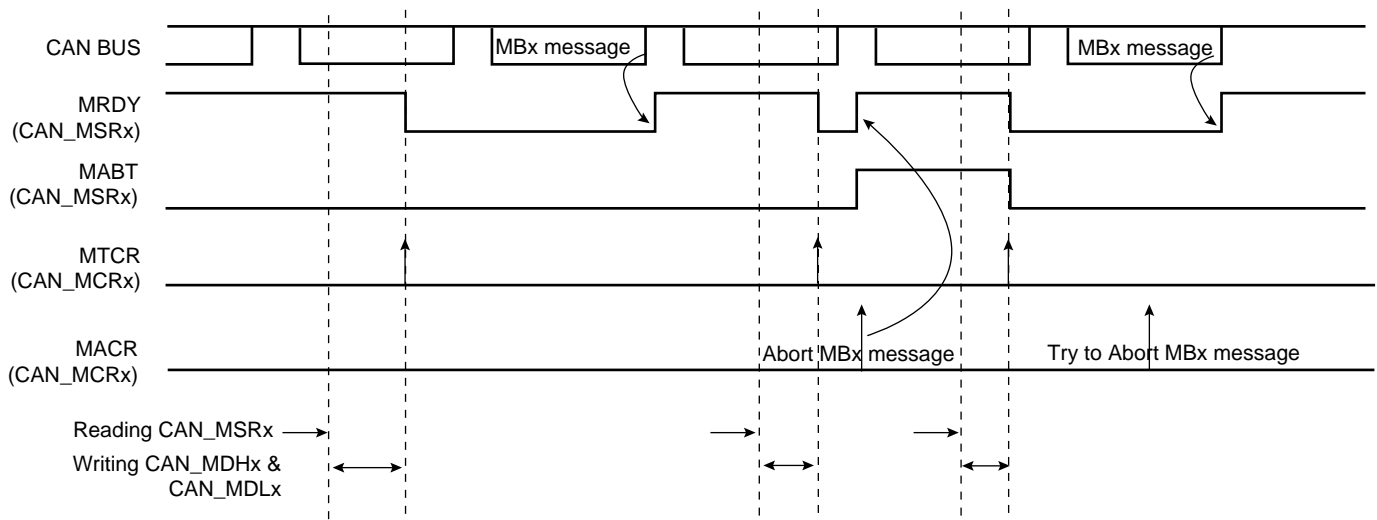 CAN BUS
MBx message
MBx message
MRDY
(CAN_MSRx)
MABT
(CAN_MSRx)
MTCR
(CAN_MCRx)
MACR
(CAN_MCRx)
Abort MBx message
Try to Abort MBx message
Reading CAN_MSRx
Writing CAN_MDHx &
CAN_MDLx